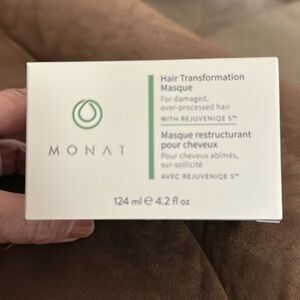 MONAT
Hair Transformation
Masque
For damaged,
over-processed hair
WITH REJUVENIQE S™
Masque restructurant
pour cheveux
Pour cheveux abîmés,
sur-sollicité
AVEC REJUVENIQE S™
124 ml ℮ 4.2 fl oz